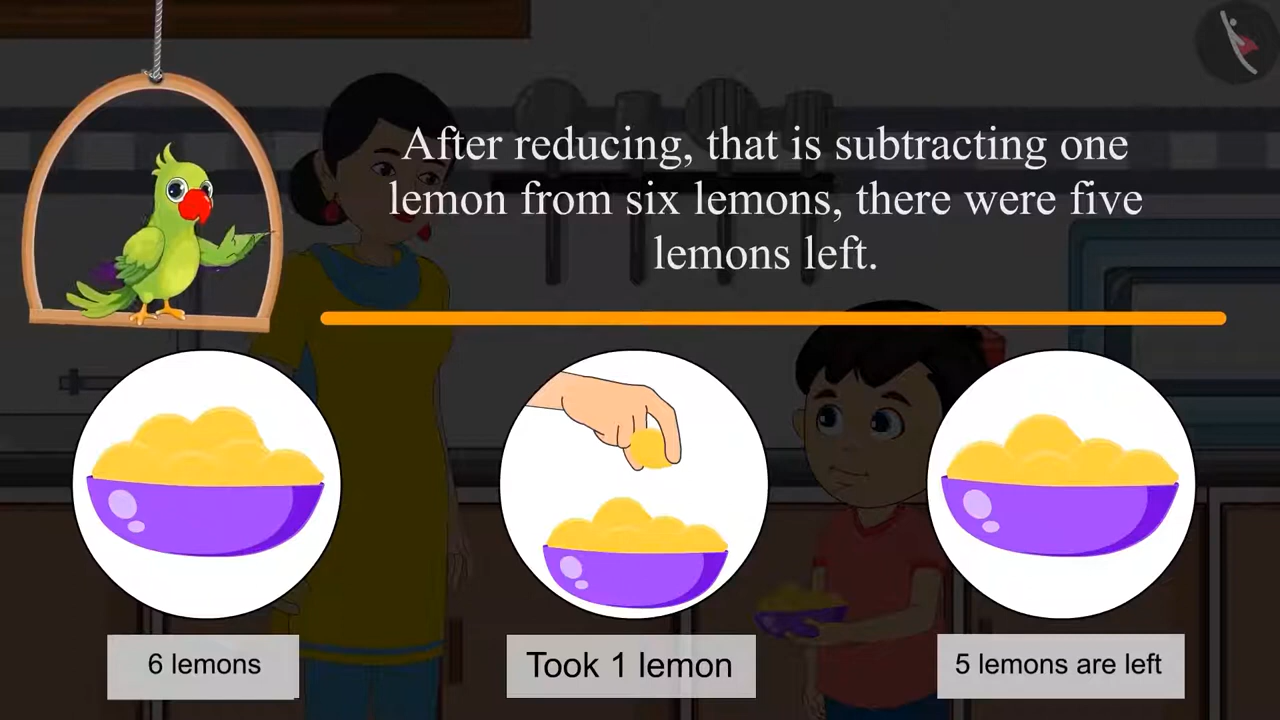 After reducing, that is subtracting one
lemon from six lemons, there were five
lemons left.
6 lemons
Took 1 lemon
5 lemons are left